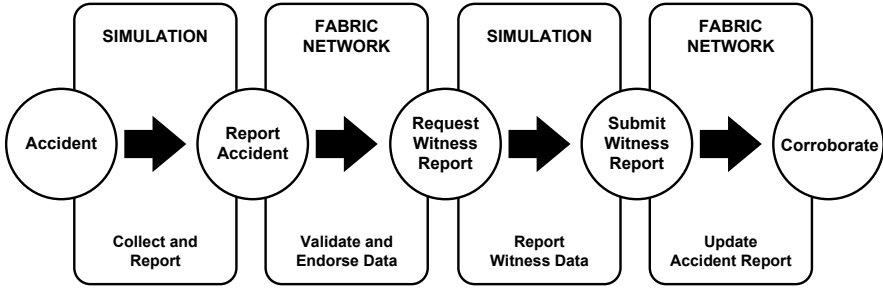 SIMULATION
FABRIC
NETWORK
SIMULATION
FABRIC
NETWORK
Accident
Report
Accident
Request
Witness
Report
Submit
Witness
Report
Corroborate
Collect and
Report
Validate and
Endorse Data
Report
Witness Data
Update
Accident Report